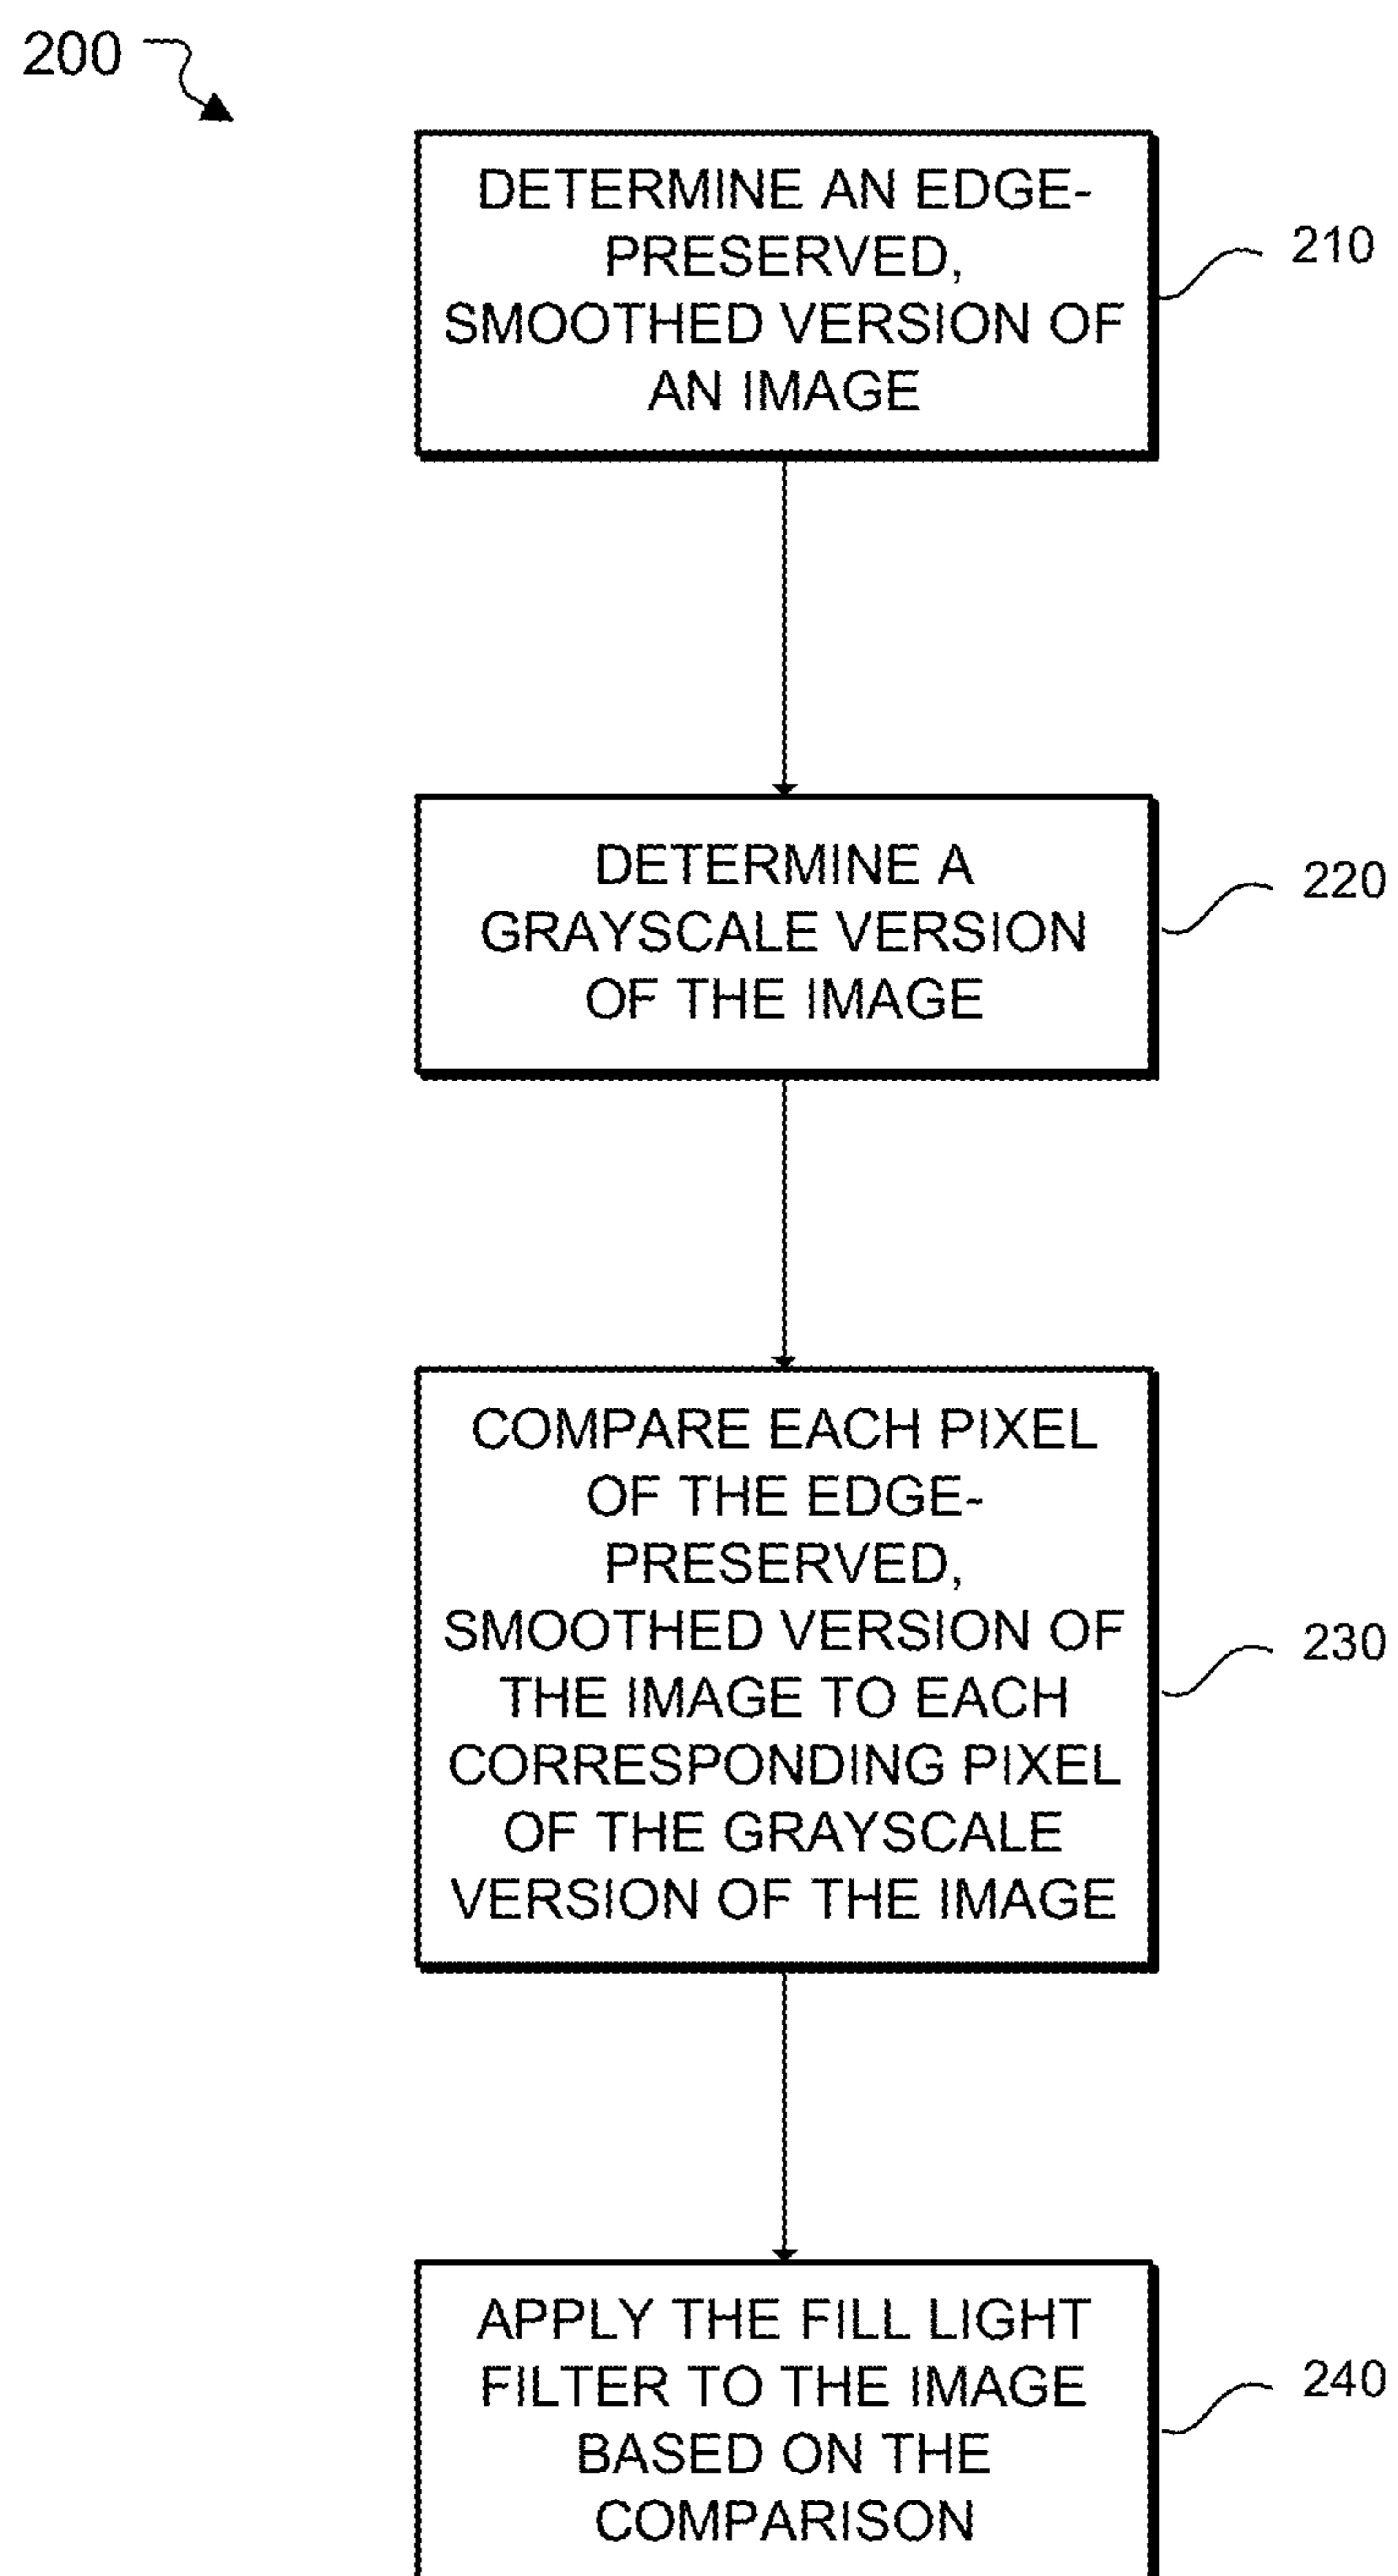 200
DETERMINE AN EDGE-
PRESERVED,
SMOOTHED VERSION OF
AN IMAGE
210
DETERMINE A
GRAYSCALE VERSION
OF THE IMAGE
220
COMPARE EACH PIXEL
OF THE EDGE-
PRESERVED,
SMOOTHED VERSION OF
THE IMAGE TO EACH
CORRESPONDING PIXEL
OF THE GRAYSCALE
VERSION OF THE IMAGE
230
APPLY THE FILL LIGHT
FILTER TO THE IMAGE
BASED ON THE
COMPARISON
240